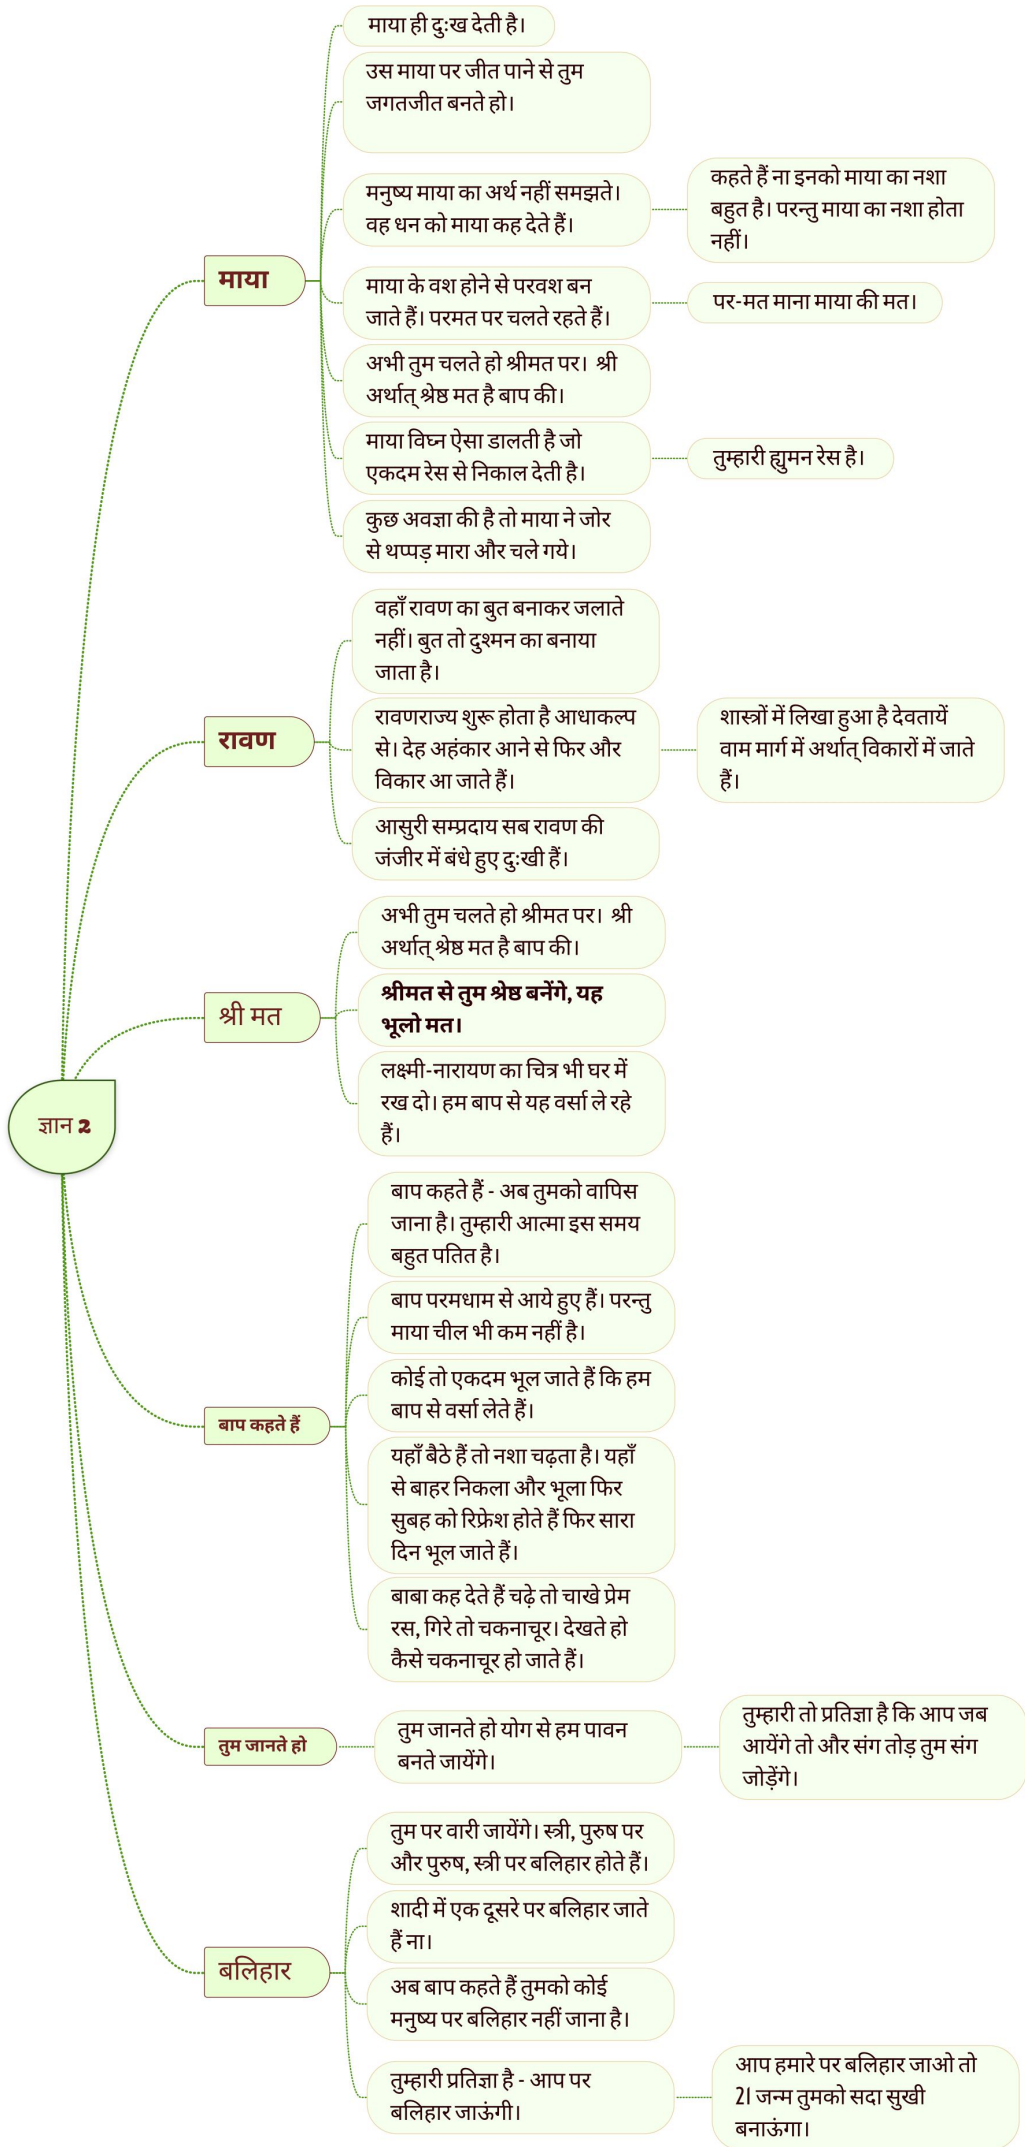 ज्ञान 2
माया
माया ही दु:ख देती है।
उस माया पर जीत पाने से तुम
जगतजीत बनते हो।
मनुष्य माया का अर्थ नहीं समझते।
वह धन को माया कह देते हैं।
कहते हैं ना इनको माया का नशा
बहुत है। परन्तु माया का नशा होता
नहीं।
माया के वश होने से परवश बन
जाते हैं। परमत पर चलते रहते हैं।
पर-मत माना माया की मत।
अभी तुम चलते हो श्रीमत पर। श्री
अर्थात् श्रेष्ठ मत है बाप की।
माया विघ्न ऐसा डालती है जो
एकदम रेस से निकाल देती है।
तुम्हारी ह्युमन रेस है।
कुछ अवज्ञा की है तो माया ने जोर
से थप्पड़ मारा और चले गये।
रावण
वहाँ रावण का बुत बनाकर जलाते
नहीं। बुत तो दुश्मन का बनाया
जाता है।
रावणराज्य शुरू होता है आधाकल्प
से। देह अहंकार आने से फिर और
विकार आ जाते हैं।
शास्त्रों में लिखा हुआ है देवतायें
वाम मार्ग में अर्थात् विकारों में जाते
हैं।
आसुरी सम्प्रदाय सब रावण की
जंजीर में बंधे हुए दु:खी हैं।
श्री मत
अभी तुम चलते हो श्रीमत पर। श्री
अर्थात् श्रेष्ठ मत है बाप की।
श्रीमत से तुम श्रेष्ठ बनेंगे, यह
भूलो मत।
लक्ष्मी-नारायण का चित्र भी घर में
रख दो। हम बाप से यह वर्सा ले रहे
हैं।
बाप कहते हैं
बाप कहते हैं - अब तुमको वापिस
जाना है। तुम्हारी आत्मा इस समय
बहुत पतित है।
बाप परमधाम से आये हुए हैं। परन्तु
माया चील भी कम नहीं है।
कोई तो एकदम भूल जाते हैं कि हम
बाप से वर्सा लेते हैं।
यहाँ बैठे हैं तो नशा चढ़ता है। यहाँ
से बाहर निकला और भूला फिर
सुबह को रिफ्रेश होते हैं फिर सारा
दिन भूल जाते हैं।
बाबा कह देते हैं चढ़े तो चाखे प्रेम
रस, गिरे तो चकनाचूर। देखते हो
कैसे चकनाचूर हो जाते हैं।
तुम जानते हो
तुम जानते हो योग से हम पावन
बनते जायेंगे।
तुम्हारी तो प्रतिज्ञा है कि आप जब
आयेंगे तो और संग तोड़ तुम संग
जोड़ेंगे।
बलिहार
तुम पर वारी जायेंगे। स्त्री, पुरुष पर
और पुरुष, स्त्री पर बलिहार होते हैं।
शादी में एक दूसरे पर बलिहार जाते
हैं ना।
अब बाप कहते हैं तुमको कोई
मनुष्य पर बलिहार नहीं जाना है।
तुम्हारी प्रतिज्ञा है - आप पर
बलिहार जाऊंगी।
आप हमारे पर बलिहार जाओ तो
21 जन्म तुमको सदा सुखी
बनाऊंगा।